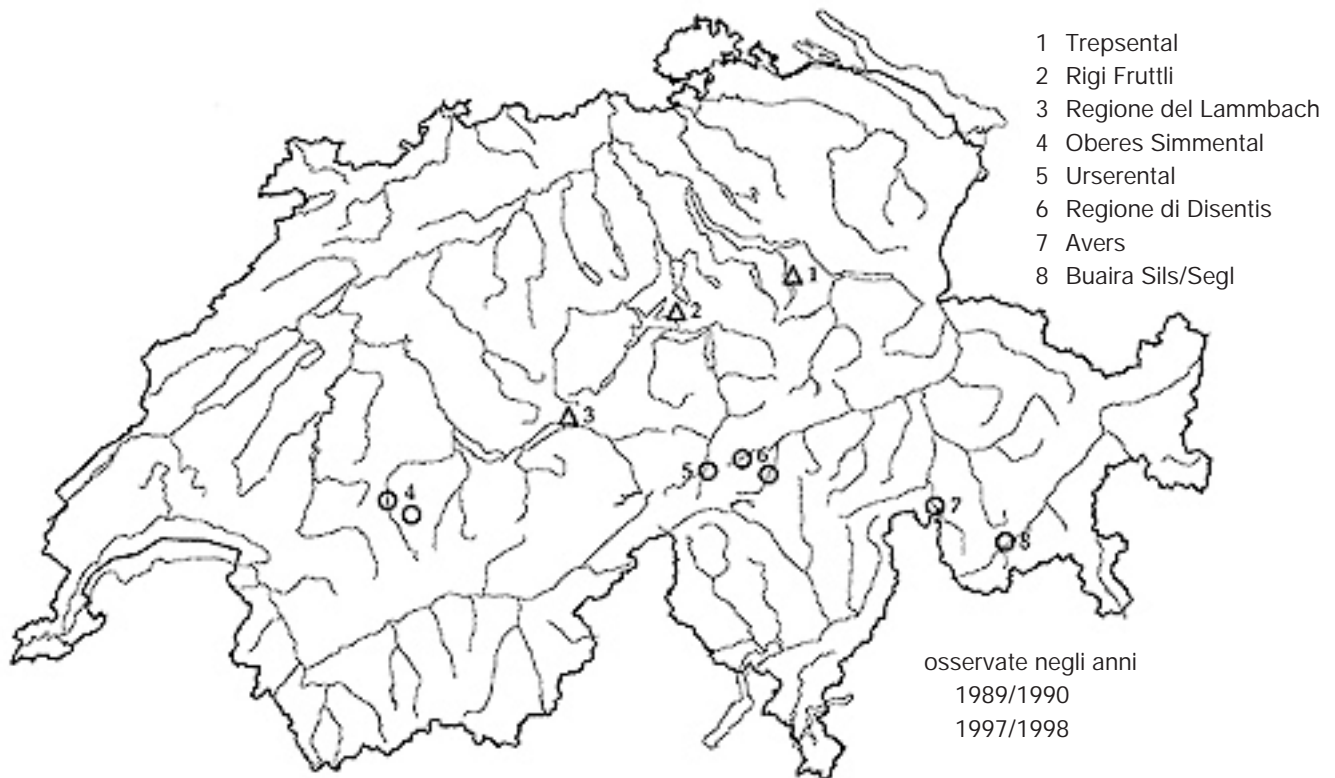 1 Trepsental
2 Rigi Fruttli
3 Regione del Lammbach
4 Oberes Simmental
5 Urserental
6 Regione di Disentis
7 Avers
8 Buaira Sils/Segl
1
2
3
4
5
6
7
8
osservate negli anni
1989/1990
1997/1998